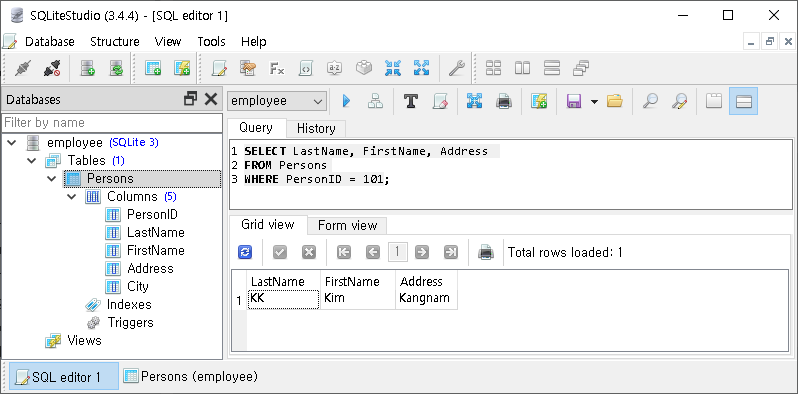 SQLiteStudio (3.4.4) - [SQL editor 1]
Database Structure View Tools Help
Databases
Filter by name
employee (SQLite 3)
Tables (1)
Persons
Columns (5)
PersonID
LastName
FirstName
Address
City
Indexes
Triggers
Views
employee
Query History
1 SELECT LastName, FirstName, Address
2 FROM Persons
3 WHERE PersonID = 101;
Grid view Form view
1 Total rows loaded: 1
LastName FirstName Address
1 KK Kim Kangnam
SQL editor 1 Persons (employee)